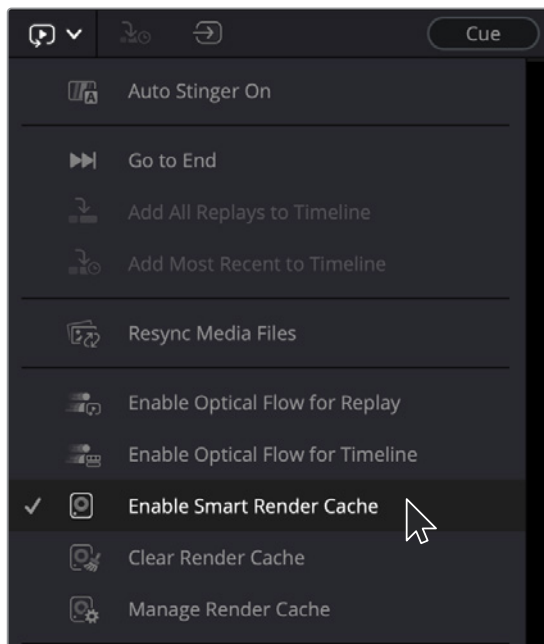 Cue
Auto Stinger On
Go to End
Add All Replays to Timeline
Add Most Recent to Timeline
Resync Media Files
Enable Optical Flow for Replay
Enable Optical Flow for Timeline
Enable Smart Render Cache
Clear Render Cache
Manage Render Cache